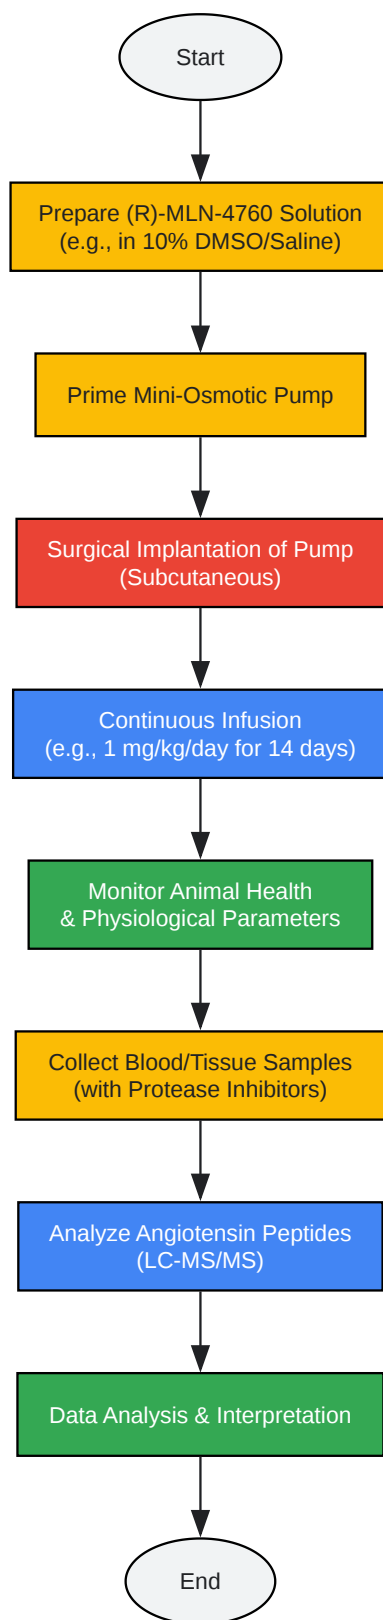 Start
Prepare (R)-MLN-4760 Solution
(e.g., in 10% DMSO/Saline)
Prime Mini-Osmotic Pump
Surgical Implantation of Pump
(Subcutaneous)
Continuous Infusion
(e.g., 1 mg/kg/day for 14 days)
Monitor Animal Health
& Physiological Parameters
Collect Blood/Tissue Samples
(with Protease Inhibitors)
Analyze Angiotensin Peptides
(LC-MS/MS)
Data Analysis & Interpretation
End